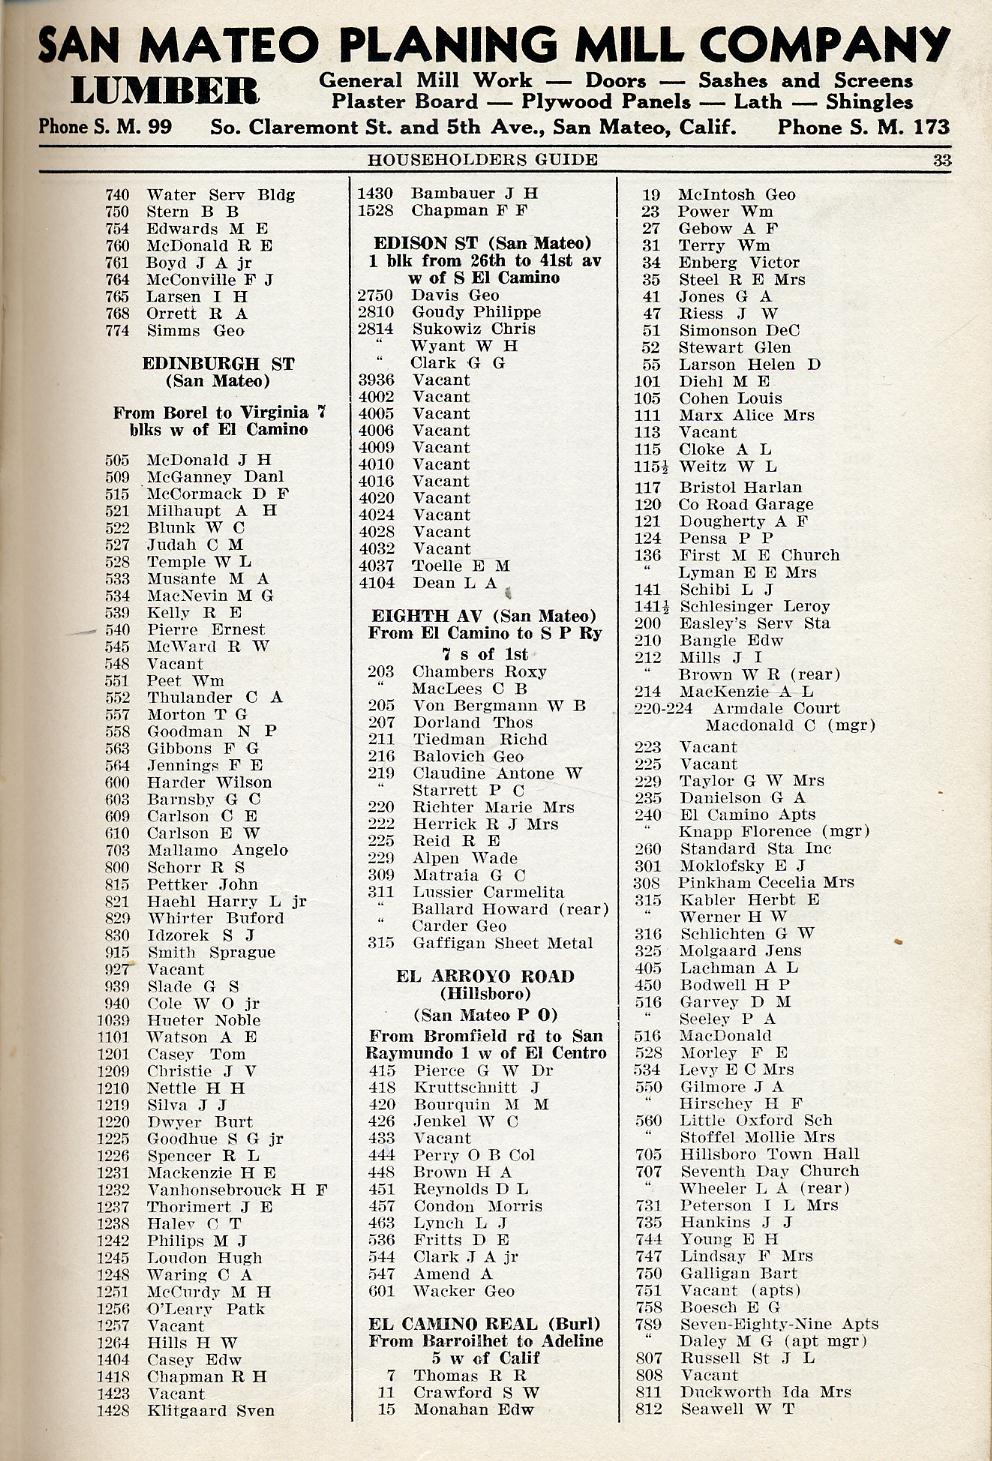 SAN MATEO PLANING MILL COMPANY
LUMBER
General Mill Work — Doors — Sashes and Screens
Plaster Board — Plywood Panels — Lath — Shingles
Phone S. M. 99 So. Claremont St. and 5th Ave., San Mateo, Calif. Phone S. M. 173
HOUSEHOLDERS GUIDE 33
740 Water Serv Bldg
750 Stern B B
754 Edwards M E
760 McDonald R E
761 Boyd J A jr
764 McConville F J
765 Larsen I H
768 Orrett R A
774 Simms Geo
EDINBURGH ST
(San Mateo)
From Borel to Virginia 7
blks w of El Camino
505 McDonald J H
509 McGanney Danl
515 McCormack D F
521 Milhaupt A H
522 Blunk W C
527 Judah C M
528 Temple W L
533 Musante M A
534 MacNevin M G
539 Kelly R E
540 Pierre Ernest
545 McWard R W
548 Vacant
551 Peet Wm
552 Thulander C A
557 Morton T G
558 Goodman N P
563 Gibbons F G
564 Jennings F E
600 Harder Wilson
603 Barnsby G C
609 Carlson C E
610 Carlson E W
703 Mallamo Angelo
800 Schorr R S
815 Pettker John
821 Haehl Harry L jr
829 Whirter Buford
830 Idzorek S J
915 Smith Sprague
927 Vacant
939 Slade G S
940 Cole W O jr
1039 Hueter Noble
1101 Watson A E
1201 Casey Tom
1209 Christie J V
1210 Nettle H H
1219 Silva J J
1220 Dwyer Burt
1225 Goodhue S G jr
1226 Spencer R L
1231 Mackenzie H E
1232 Vanhonsebrouck H F
1237 Thorimert J E
1238 Haley C T
1242 Philips M J
1245 Loudon Hugh
1248 Waring C A
1251 McCurdy M H
1256 O'Leary Patk
1257 Vacant
1264 Hills H W
1404 Casey Edw
1418 Chapman R H
1423 Vacant
1428 Klitgaard Sven
1430 Bambauer J H
1528 Chapman F F
EDISON ST (San Mateo)
1 blk from 26th to 41st av
w of S El Camino
2750 Davis Geo
2810 Goudy Philippe
2814 Sukowiz Chris
" Wyant W H
" Clark G G
3936 Vacant
4002 Vacant
4005 Vacant
4006 Vacant
4009 Vacant
4010 Vacant
4016 Vacant
4020 Vacant
4024 Vacant
4028 Vacant
4032 Vacant
4037 Toelle E M
4104 Dean L A
EIGHTH AV (San Mateo)
From El Camino to S P Ry
7 s of 1st
203 Chambers Roxy
" MacLees C B
205 Von Bergmann W B
207 Dorland Thos
211 Tiedman Richd
216 Balovich Geo
219 Claudine Antone W
" Starrett P C
220 Richter Marie Mrs
222 Herrick R J Mrs
225 Reid R E
229 Alpen Wade
309 Matraia G C
311 Lussier Carmelita
" Ballard Howard (rear)
" Carder Geo
315 Gaffigan Sheet Metal
EL ARROYO ROAD
(Hillsboro)
(San Mateo P O)
From Bromfield rd to San
Raymundo 1 w of El Centro
415 Pierce G W Dr
418 Kruttschnitt J
420 Bourquin M M
426 Jenkel W C
433 Vacant
444 Perry O B Col
448 Brown H A
451 Reynolds D L
457 Condon Morris
463 Lynch L J
536 Fritts D E
544 Clark J A jr
547 Amend A
601 Wacker Geo
EL CAMINO REAL (Burl)
From Barroilhet to Adeline
5 w of Calif
7 Thomas R R
11 Crawford S W
15 Monahan Edw
19 McIntosh Geo
23 Power Wm
27 Gebow A F
31 Terry Wm
34 Enberg Victor
35 Steel R E Mrs
41 Jones G A
47 Riess J W
51 Simonson DeC
52 Stewart Glen
55 Larson Helen D
101 Diehl M E
105 Cohen Louis
111 Marx Alice Mrs
113 Vacant
115 Cloke A L
115½ Weitz W L
117 Bristol Harlan
120 Co Road Garage
121 Dougherty A F
124 Pensa P P
136 First M E Church
" Lyman E E Mrs
141 Schibi L J
141½ Schlesinger Leroy
200 Easley's Serv Sta
210 Bangle Edw
212 Mills J I
" Brown W R (rear)
214 MacKenzie A L
220-224 Armdale Court
Macdonald C (mgr)
223 Vacant
225 Vacant
229 Taylor G W Mrs
235 Danielson G A
240 El Camino Apts
" Knapp Florence (mgr)
260 Standard Sta Inc
301 Moklofsky E J
308 Pinkham Cecelia Mrs
315 Kabler Herbt E
" Werner H W
316 Schlichten G W
325 Molgaard Jens
405 Lachman A L
450 Bodwell H P
516 Garvey D M
" Seeley P A
516 MacDonald
528 Morley F E
534 Levy E C Mrs
550 Gilmore J A
" Hirschey H F
560 Little Oxford Sch
" Stoffel Mollie Mrs
705 Hillsboro Town Hall
707 Seventh Day Church
" Wheeler L A (rear)
731 Peterson I L Mrs
735 Hankins J J
744 Young E H
747 Lindsay F Mrs
750 Galligan Bart
751 Vacant (apts)
758 Boesch E G
789 Seven-Eighty-Nine Apts
" Daley M G (apt mgr)
807 Russell St J L
808 Vacant
811 Duckworth Ida Mrs
812 Seawell W T